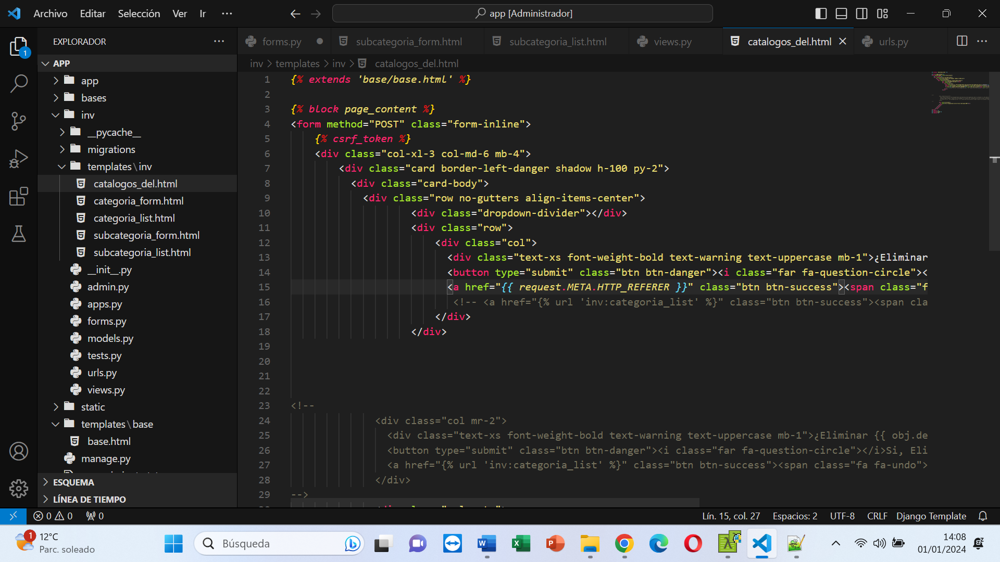 Archivo Editar Selección Ver Ir ···
app [Administrador]
EXPLORADOR
forms.py
subcategoria_form.html
subcategoria_list.html
views.py
catalogos_del.html
urls.py
APP
app
bases
inv
__pycache__
migrations
templates\inv
catalogos_del.html
categoria_form.html
categoria_list.html
subcategoria_form.html
subcategoria_list.html
__init__.py
admin.py
apps.py
forms.py
models.py
tests.py
urls.py
views.py
static
templates\base
base.html
manage.py
ESQUEMA
LÍNEA DE TIEMPO
inv > templates > inv > catalogos_del.html
1 {% extends 'base/base.html' %}
2
3 {% block page_content %}
4 <form method="POST" class="form-inline">
5 {% csrf_token %}
6 <div class="col-xl-3 col-md-6 mb-4">
7 <div class="card border-left-danger shadow h-100 py-2">
8 <div class="card-body">
9 <div class="row no-gutters align-items-center">
10 <div class="dropdown-divider"></div>
11 <div class="row">
12 <div class="col">
13 <div class="text-xs font-weight-bold text-warning text-uppercase mb-1">¿Eliminar
14 <button type="submit" class="btn btn-danger"><i class="far fa-question-circle"><
15 <a href="{{ request.META.HTTP_REFERER }}" class="btn btn-success"><span class="f
16 <!-- <a href="{% url 'inv:categoria_list' %}" class="btn btn-success"><span cla
17 </div>
18 </div>
19
20
21
22
23 <!--
24 <div class="col mr-2">
25 <div class="text-xs font-weight-bold text-warning text-uppercase mb-1">¿Eliminar {{ obj.de
26 <button type="submit" class="btn btn-danger"><i class="far fa-question-circle"></i>Si, Eli
27 <a href="{% url 'inv:categoria_list' %}" class="btn btn-success"><span class="fa fa-undo">
28 </div>
29 -->
0 0 0
Lín. 15, col. 27 Espacios: 2 UTF-8 CRLF Django Template
1
12°C
Parc. soleado
Búsqueda
14:08
01/01/2024